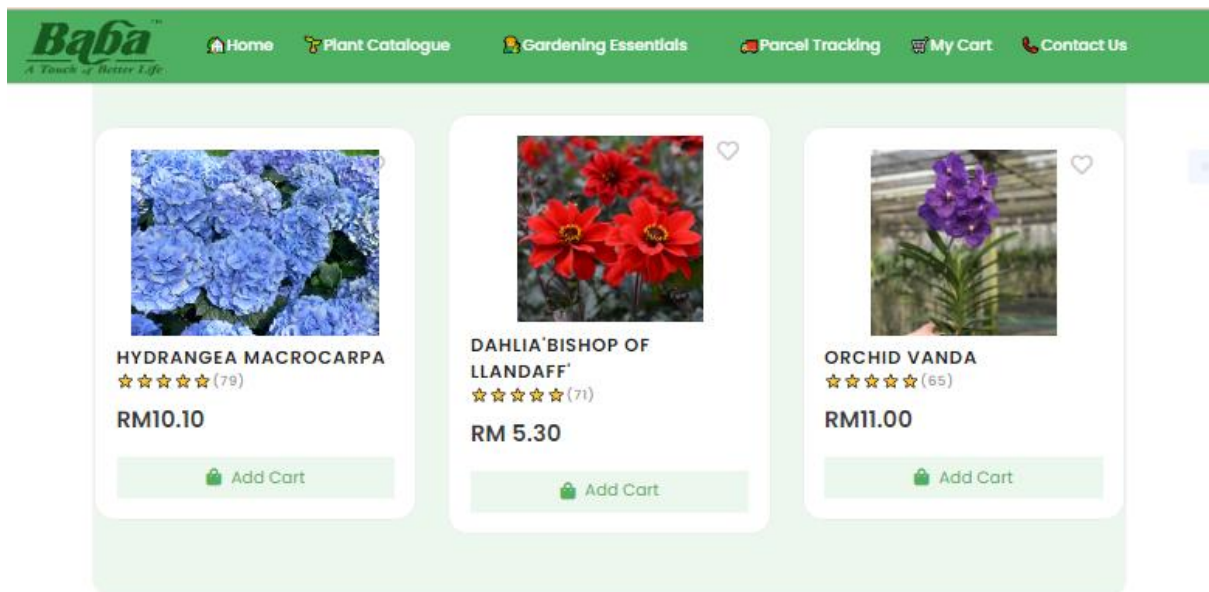 Baba™
A Touch of Better Life
Home
Plant Catalogue
Gardening Essentials
Parcel Tracking
My Cart
Contact Us
HYDRANGEA MACROCARPA
(79)
RM10.10
Add Cart
DAHLIA'BISHOP OF
LLANDAFF'
(71)
RM 5.30
Add Cart
ORCHID VANDA
(65)
RM11.00
Add Cart